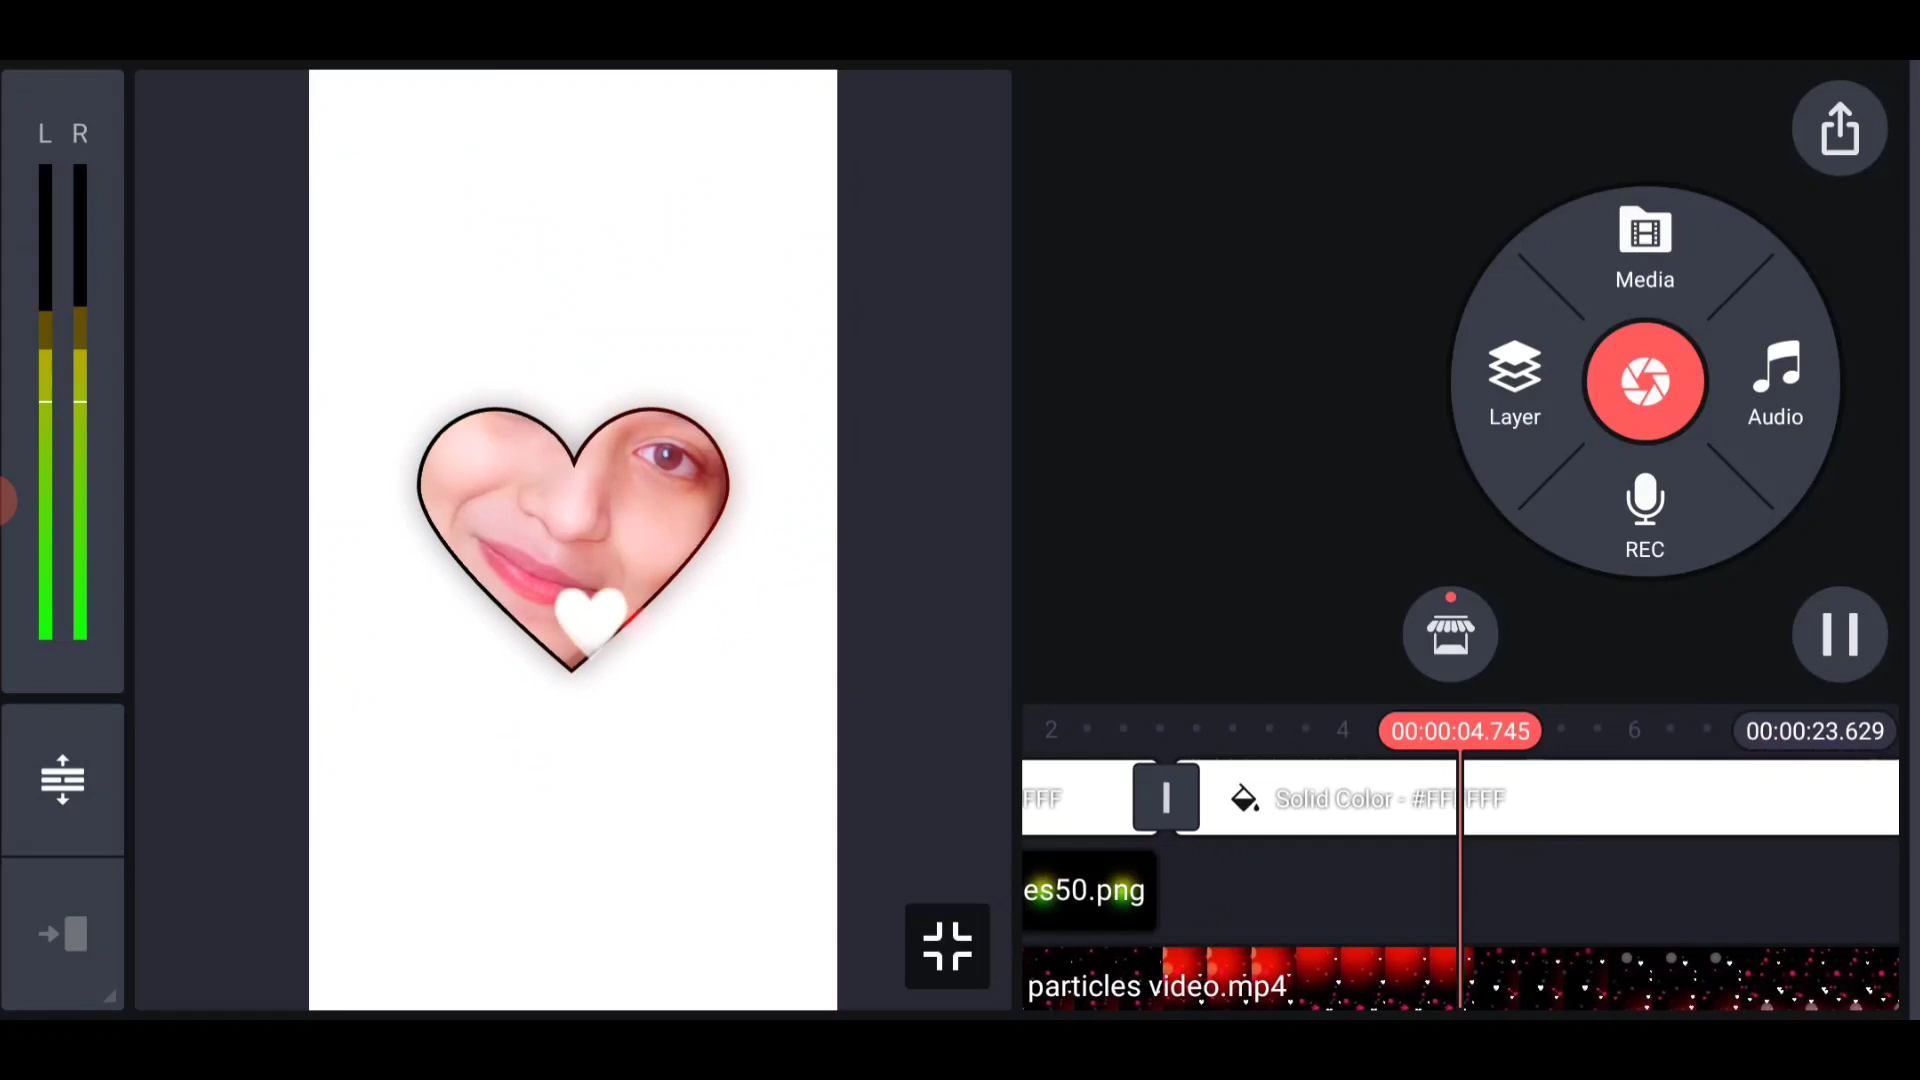 L R
Media
Layer
Audio
REC
2
4
00:00:04.745
6
00:00:23.629
FFF
Solid Color - #FFFFFF
es50.png
particles video.mp4